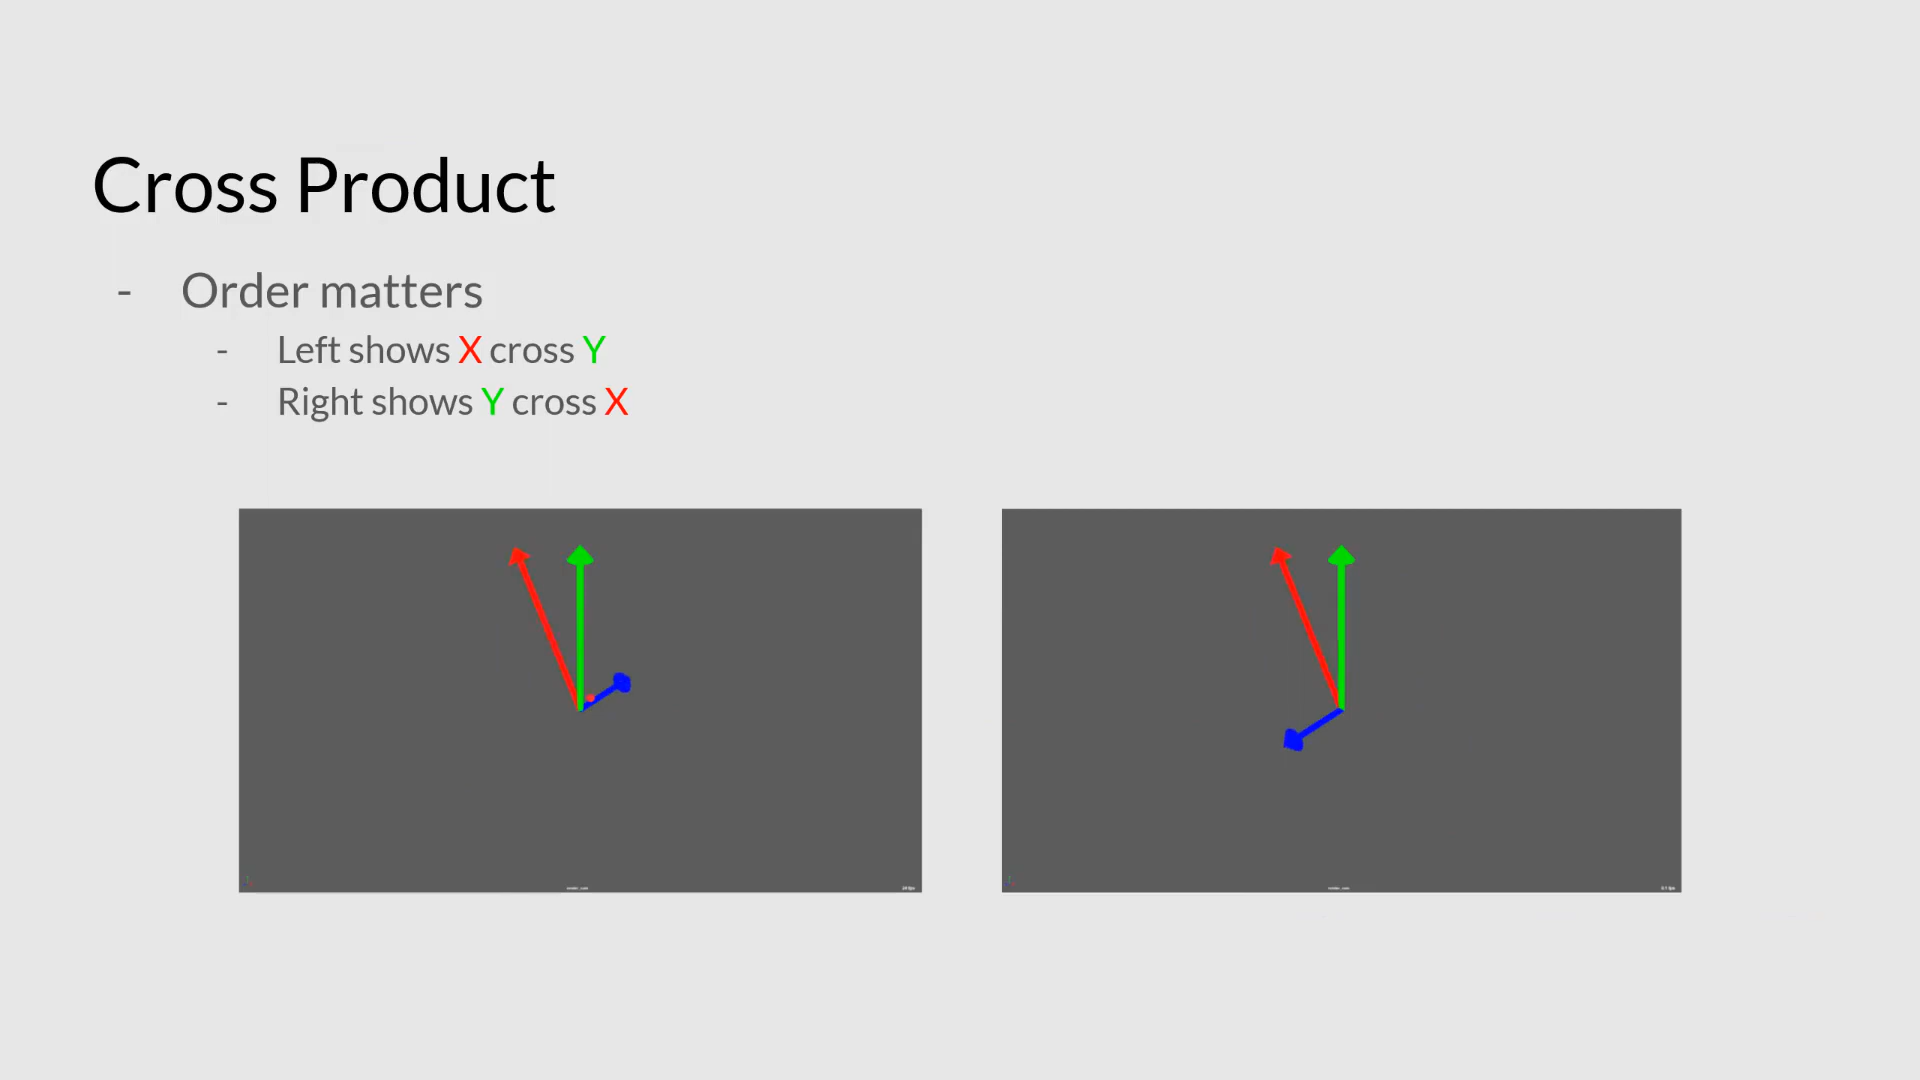 Cross Product
- Order matters
- Left shows X cross Y
- Right shows Y cross X